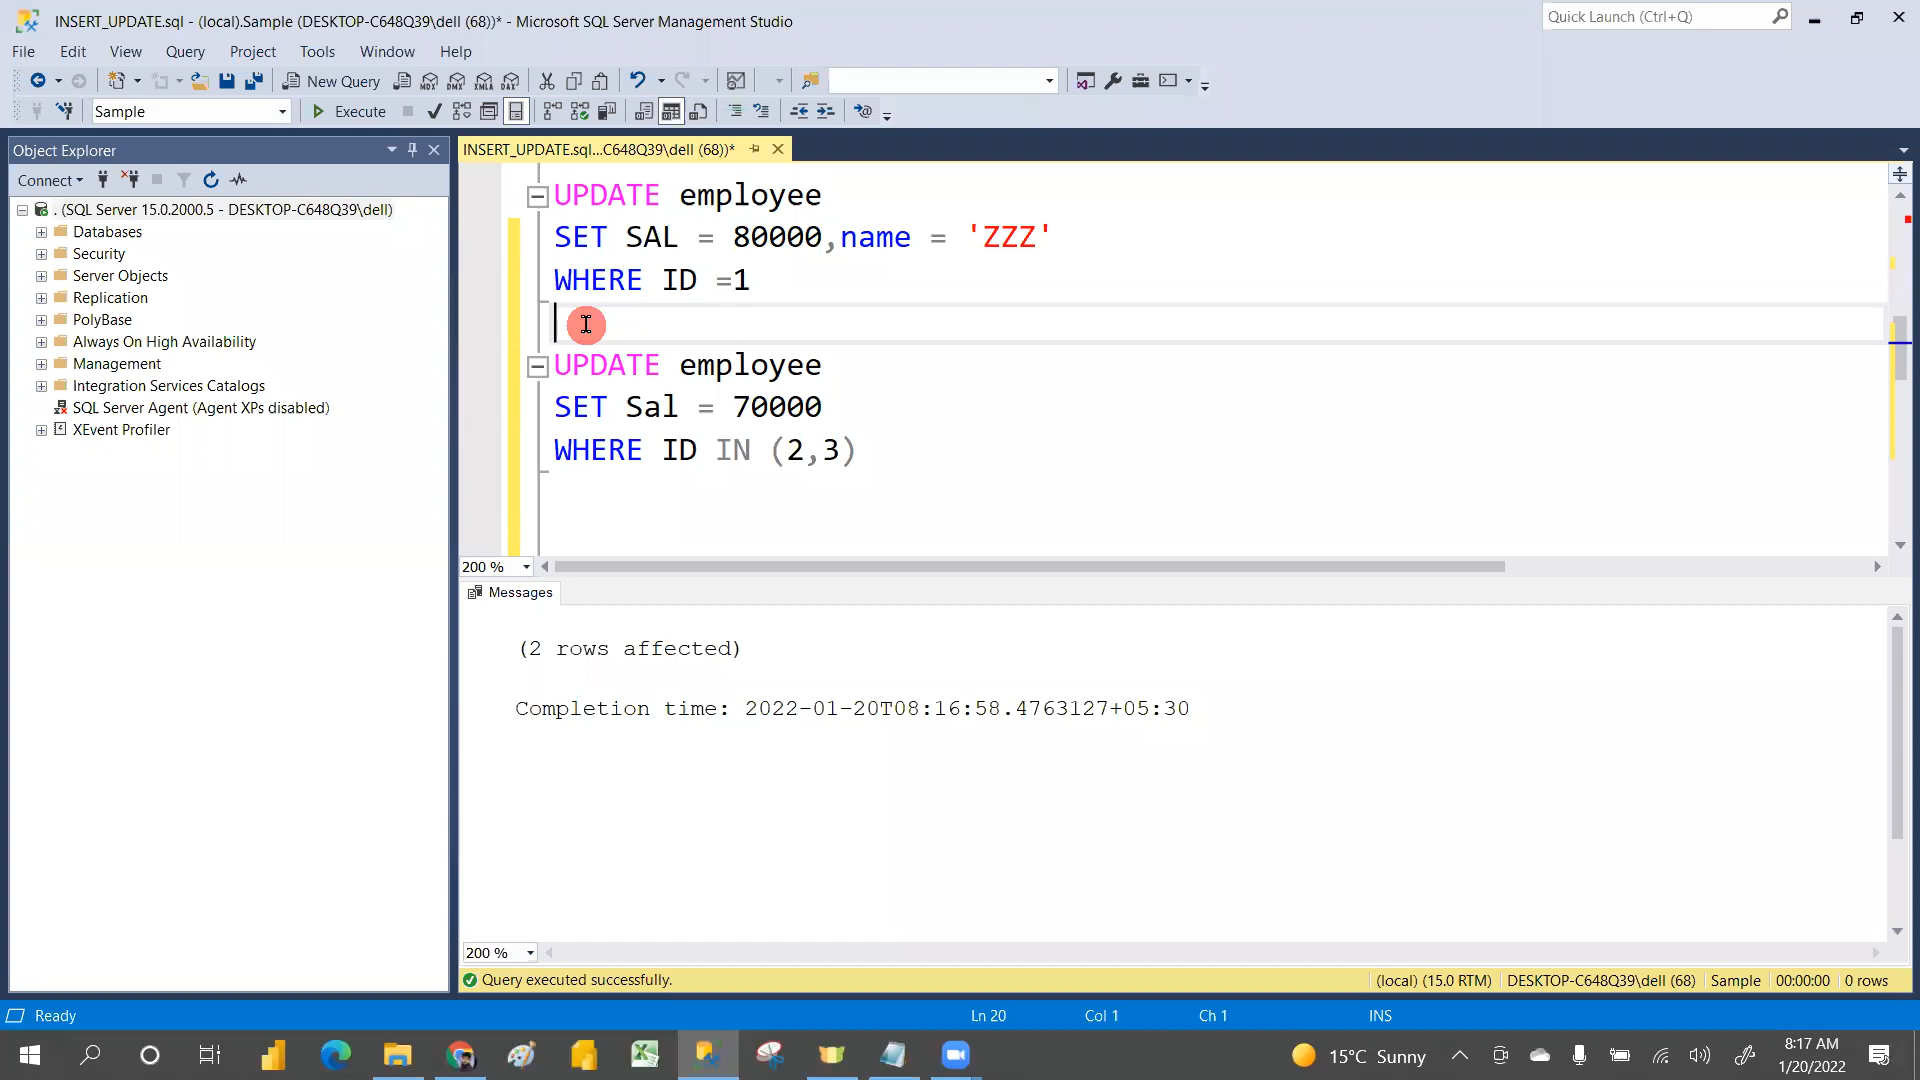 INSERT_UPDATE.sql - (local).Sample (DESKTOP-C648Q39\dell (68))* - Microsoft SQL Server Management Studio
Quick Launch (Ctrl+Q)
File Edit View Query Project Tools Window Help
New Query
MDX DMX XMLA DAX
Sample
Execute
Object Explorer
INSERT_UPDATE.sql...C648Q39\dell (68))*
Connect
. (SQL Server 15.0.2000.5 - DESKTOP-C648Q39\dell)
Databases
Security
Server Objects
Replication
PolyBase
Always On High Availability
Management
Integration Services Catalogs
SQL Server Agent (Agent XPs disabled)
XEvent Profiler
UPDATE employee
SET SAL = 80000,name = 'ZZZ'
WHERE ID =1
UPDATE employee
SET Sal = 70000
WHERE ID IN (2,3)
200 %
Messages
(2 rows affected)
Completion time: 2022-01-20T08:16:58.4763127+05:30
200 %
Query executed successfully.
(local) (15.0 RTM) DESKTOP-C648Q39\dell (68) Sample 00:00:00 0 rows
Ready
Ln 20 Col 1 Ch 1 INS
15°C Sunny
8:17 AM
1/20/2022